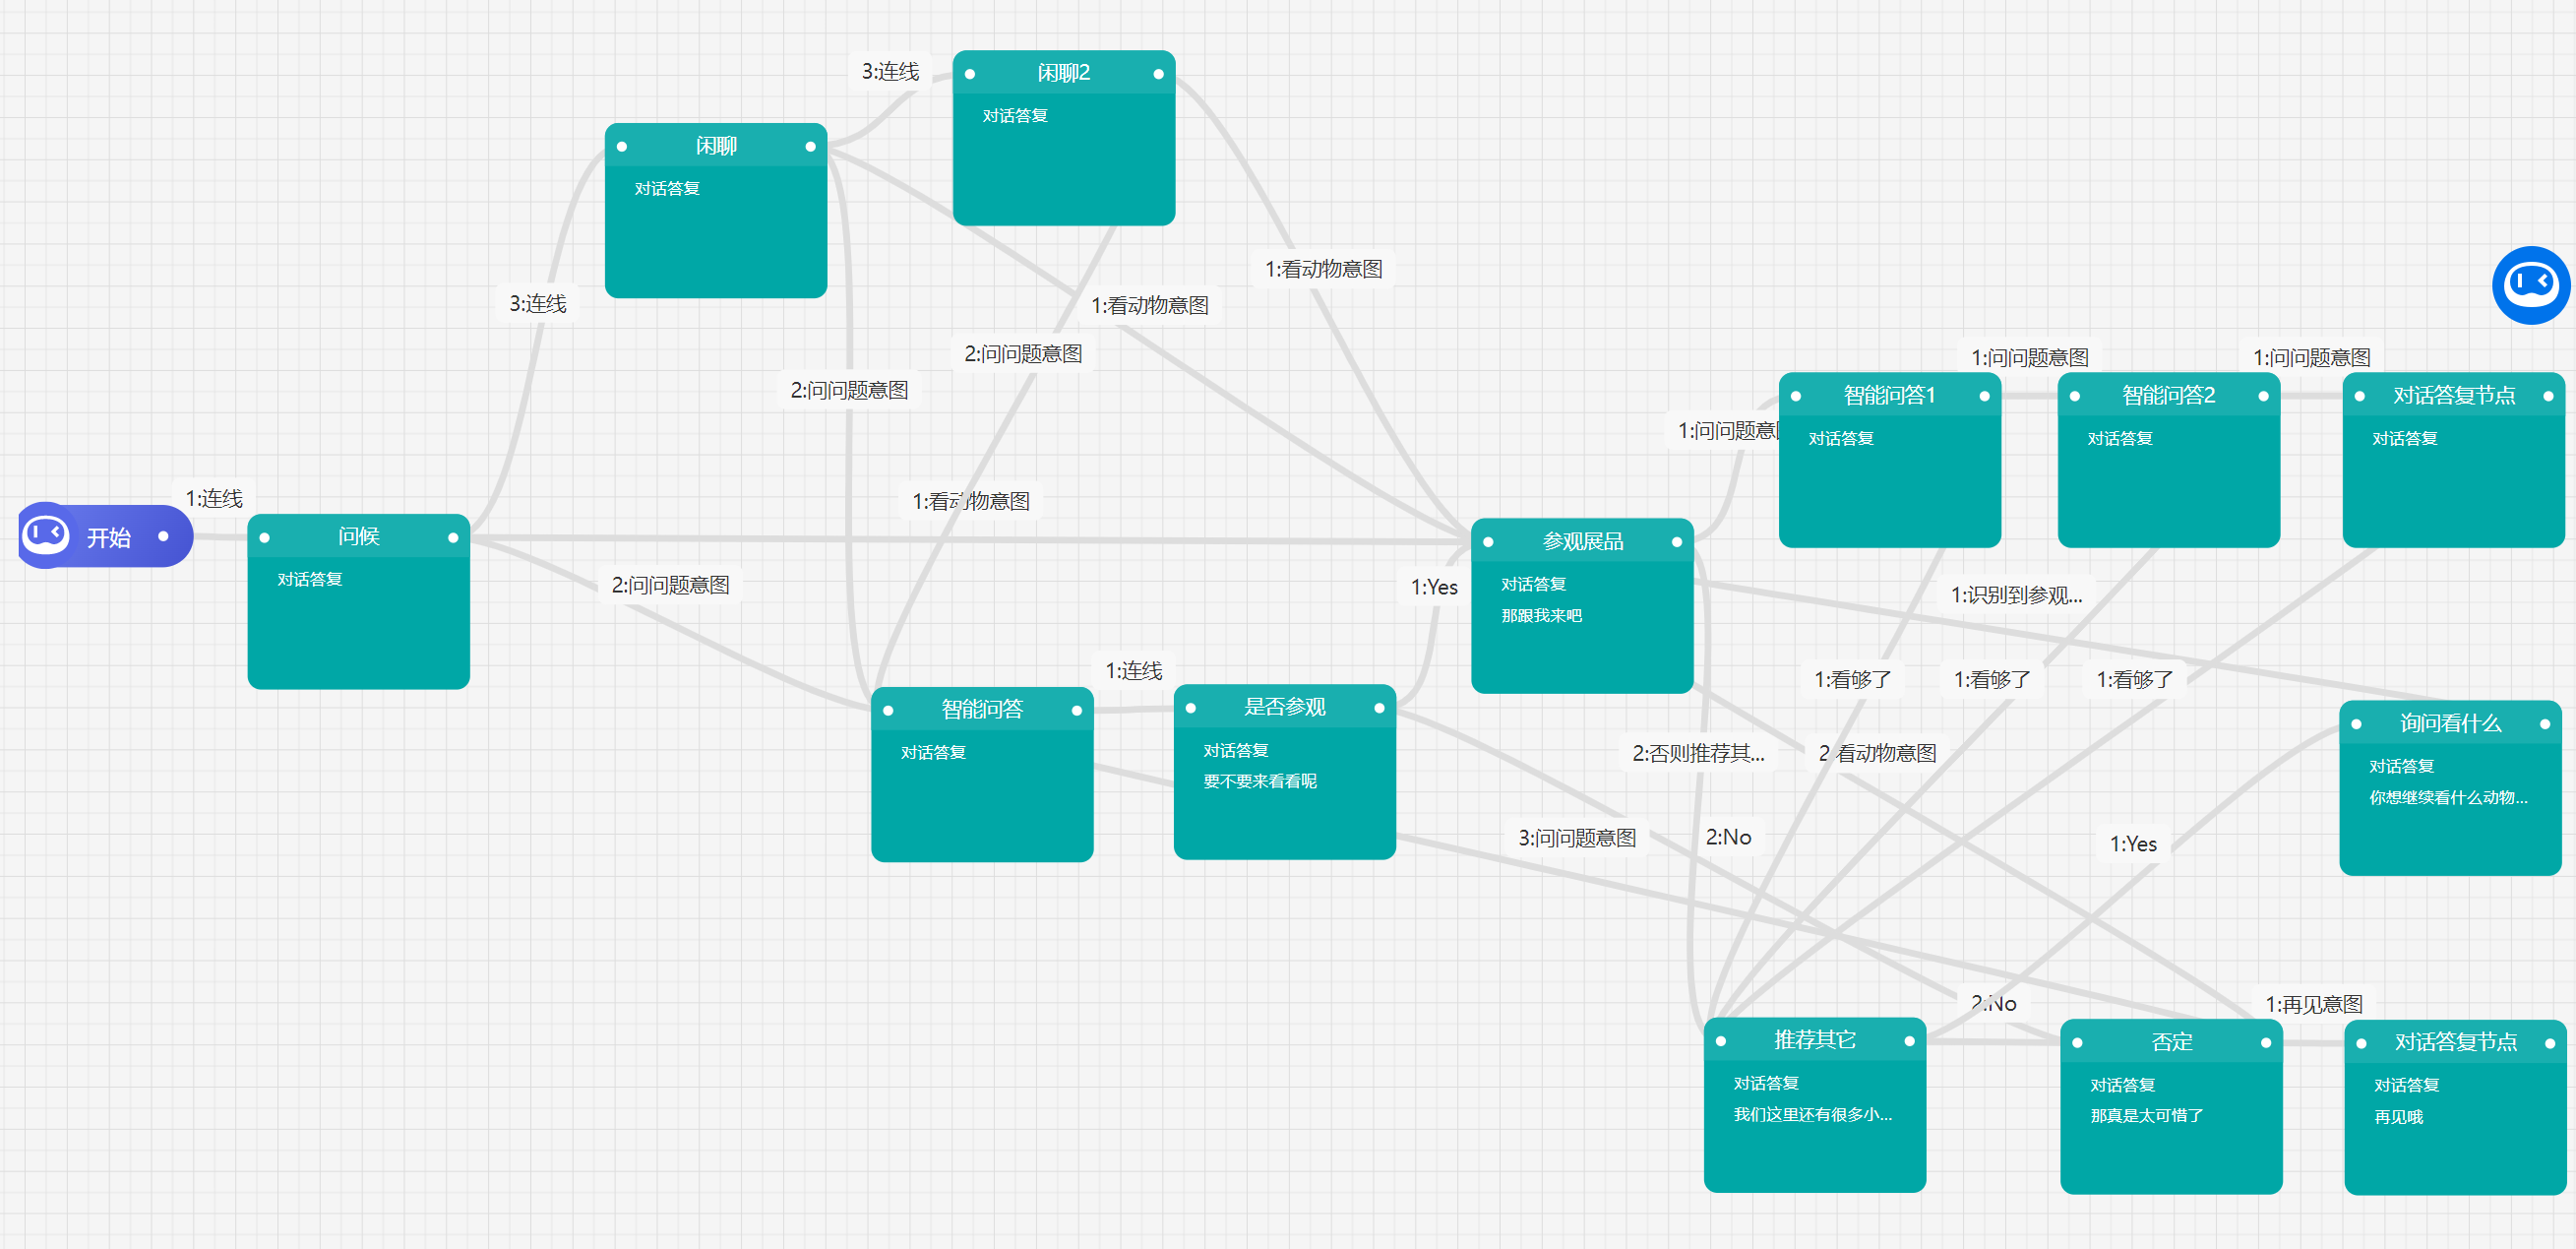 3:连线
闲聊2
对话答复
闲聊
对话答复
3:连线
1:看动物意图
1:看动物意图
2:问问题意图
2:问问题意图
1:问问题意图
1:问问题意图
智能问答1
对话答复
智能问答2
对话答复
对话答复节点
对话答复
1:问问题意
1:连线
开始
问候
对话答复
1:看动物意图
2:问问题意图
参观展品
对话答复
那跟我来吧
1:Yes
1:识别到参观...
1:连线
智能问答
对话答复
是否参观
对话答复
要不要来看看呢
1:看够了
1:看够了
1:看够了
2:否则推荐其...
2:看动物意图
询问看什么
对话答复
你想继续看什么动物...
3:问问题意图
2:No
1:Yes
2:No
1:再见意图
推荐其它
对话答复
我们这里还有很多小...
否定
对话答复
那真是太可惜了
对话答复节点
对话答复
再见哦